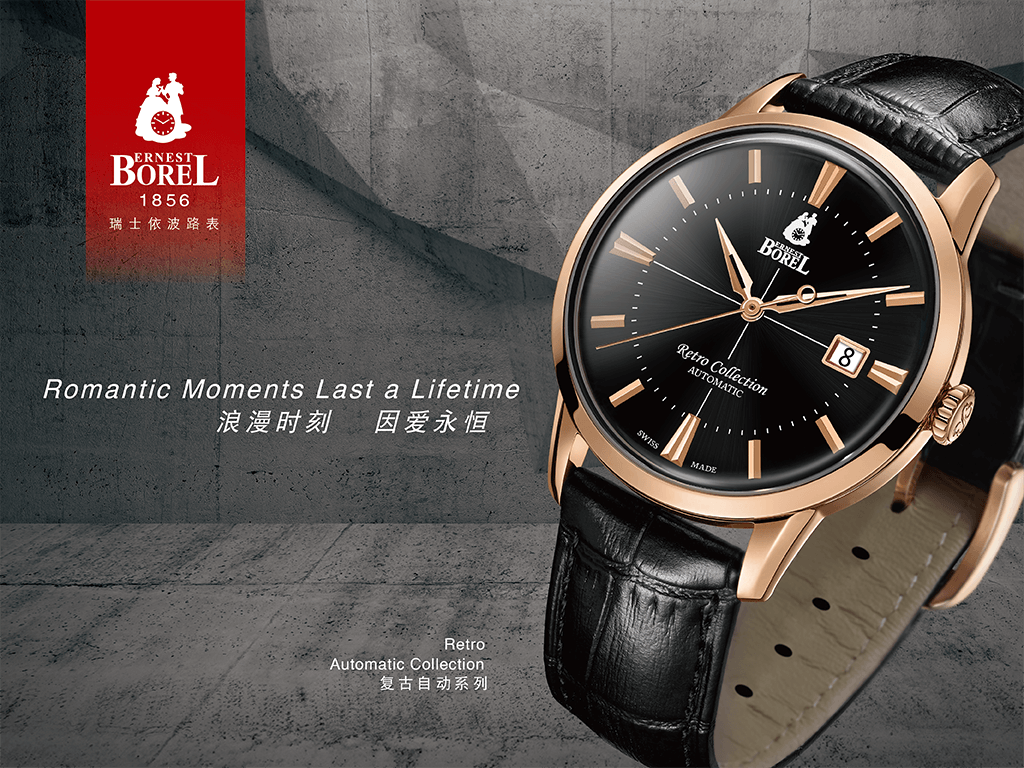 ERNEST
BOREL
1856
瑞士依波路表
Romantic Moments Last a Lifetime
浪漫时刻 因爱永恒
ERNEST
BOREL
8
Retro Collection
AUTOMATIC
SWISS MADE
Retro
Automatic Collection
复古自动系列